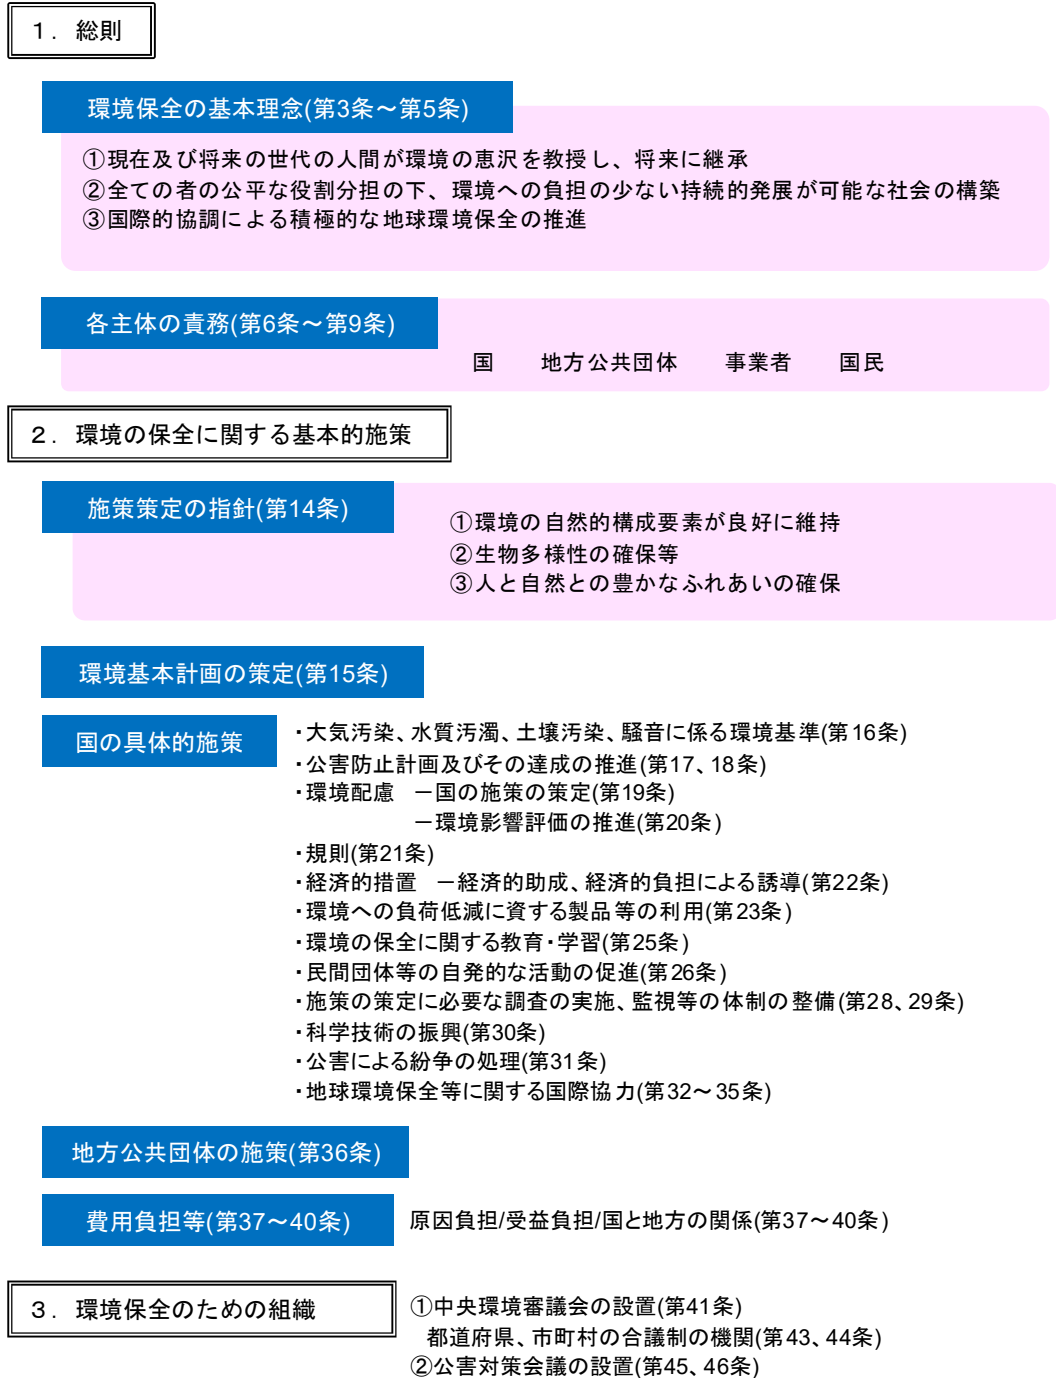 １．総則
環境保全の基本理念(第3条～第5条)
①現在及び将来の世代の人間が環境の恵沢を教授し、将来に継承
②全ての者の公平な役割分担の下、環境への負担の少ない持続的発展が可能な社会の構築
③国際的協調による積極的な地球環境保全の推進
各主体の責務(第6条～第9条)
国　地方公共団体　事業者　国民
２．環境の保全に関する基本的施策
施策策定の指針(第14条)
①環境の自然的構成要素が良好に維持
②生物多様性の確保等
③人と自然との豊かなふれあいの確保
環境基本計画の策定(第15条)
国の具体的施策
・大気汚染、水質汚濁、土壌汚染、騒音に係る環境基準(第16条)
・公害防止計画及びその達成の推進(第17、18条)
・環境配慮　－国の施策の策定(第19条)
－環境影響評価の推進(第20条)
・規則(第21条)
・経済的措置　－経済的助成、経済的負担による誘導(第22条)
・環境への負荷低減に資する製品等の利用(第23条)
・環境の保全に関する教育・学習(第25条)
・民間団体等の自発的な活動の促進(第26条)
・施策の策定に必要な調査の実施、監視等の体制の整備(第28、29条)
・科学技術の振興(第30条)
・公害による紛争の処理(第31条)
・地球環境保全等に関する国際協力(第32～35条)
地方公共団体の施策(第36条)
費用負担等(第37～40条)
原因負担/受益負担/国と地方の関係(第37～40条)
３．環境保全のための組織
①中央環境審議会の設置(第41条)
都道府県、市町村の合議制の機関(第43、44条)
②公害対策会議の設置(第45、46条)